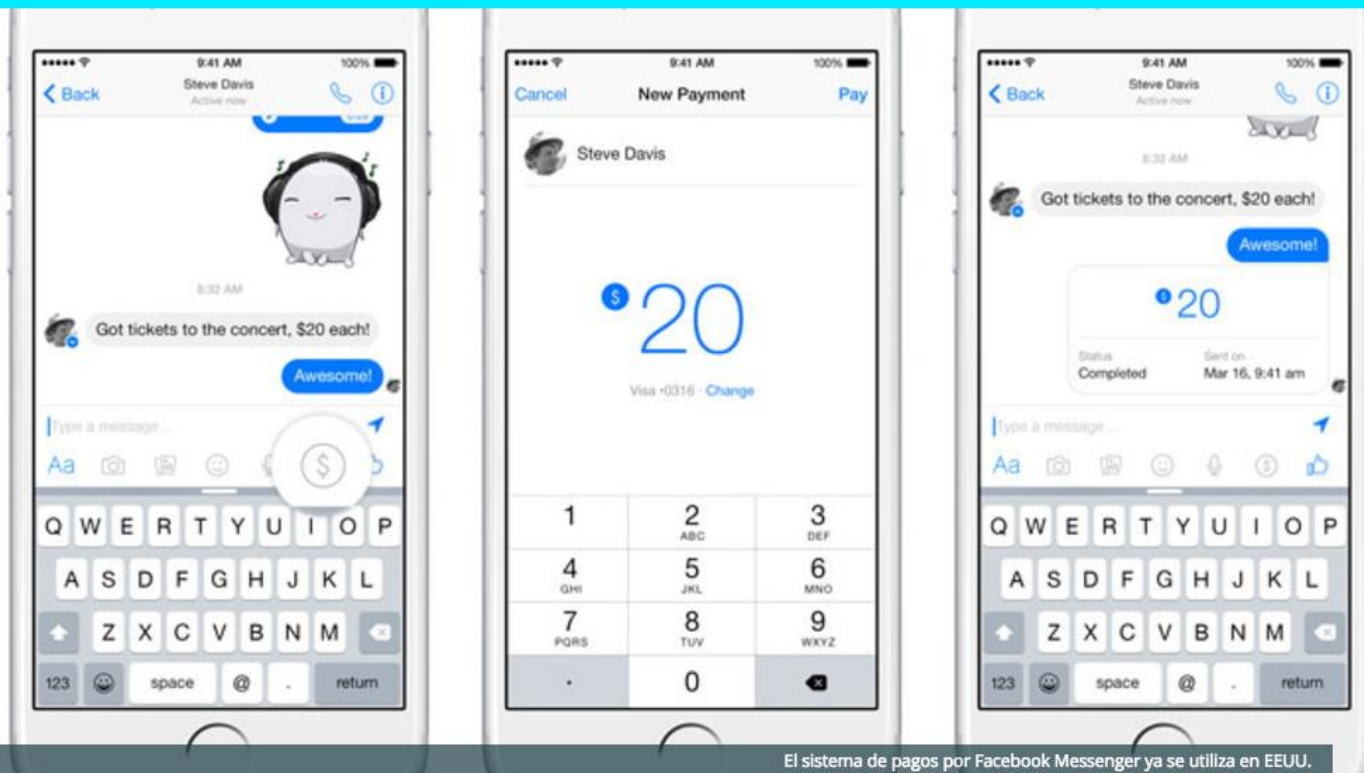 9:41 AM
100%
Back
Steve Davis
Active now
8:32 AM
Got tickets to the concert, $20 each!
Awesome!
Type a message...
Aa
$
Q W E R T Y U I O P
A S D F G H J K L
Z X C V B N M
123
space
@
.
return
9:41 AM
100%
Cancel
New Payment
Pay
Steve Davis
$20
Visa •0316 · Change
1
2
ABC
3
DEF
4
GHI
5
JKL
6
MNO
7
PQRS
8
TUV
9
WXYZ
.
0
9:41 AM
100%
Back
Steve Davis
Active now
8:32 AM
Got tickets to the concert, $20 each!
Awesome!
$20
Status
Completed
Sent on
Mar 16, 9:41 am
Type a message...
Aa
$
Q W E R T Y U I O P
A S D F G H J K L
Z X C V B N M
123
space
@
.
return
El sistema de pagos por Facebook Messenger ya se utiliza en EEUU.